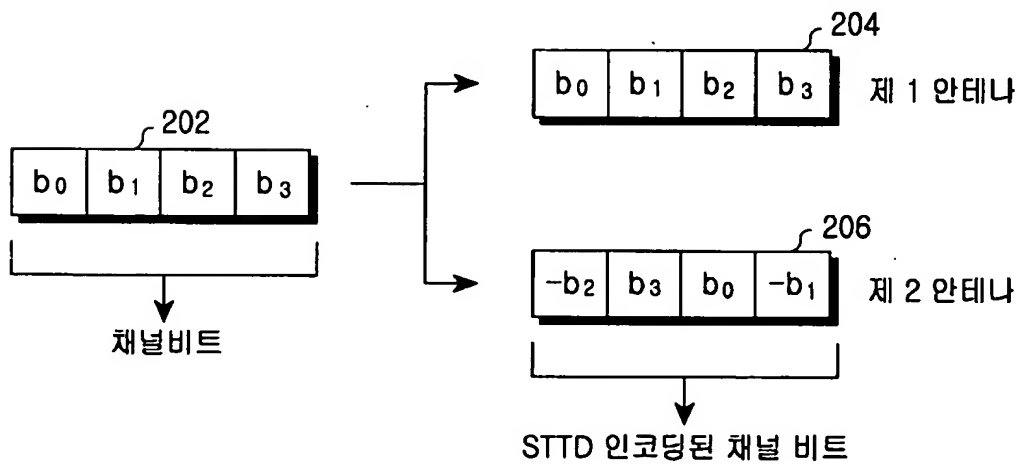 204
b0 b1 b2 b3 제 1 안테나
202
b0 b1 b2 b3
206
-b2 b3 b0 -b1 제 2 안테나
채널비트
STTD 인코딩된 채널 비트